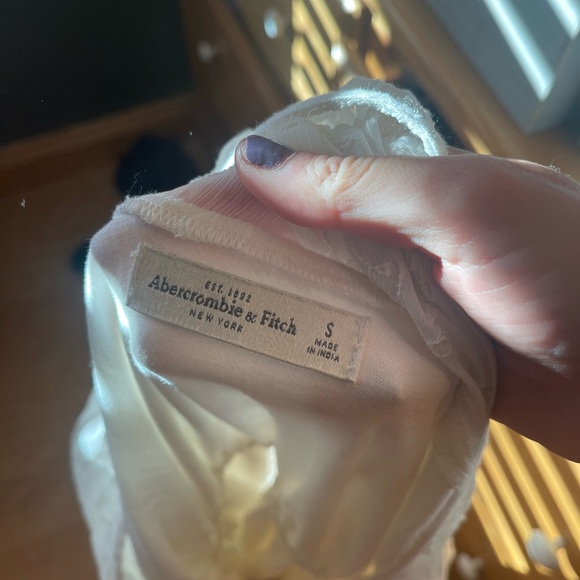 EST. 1892
Abercrombie & Fitch
NEW YORK
S
MADE
IN INDIA